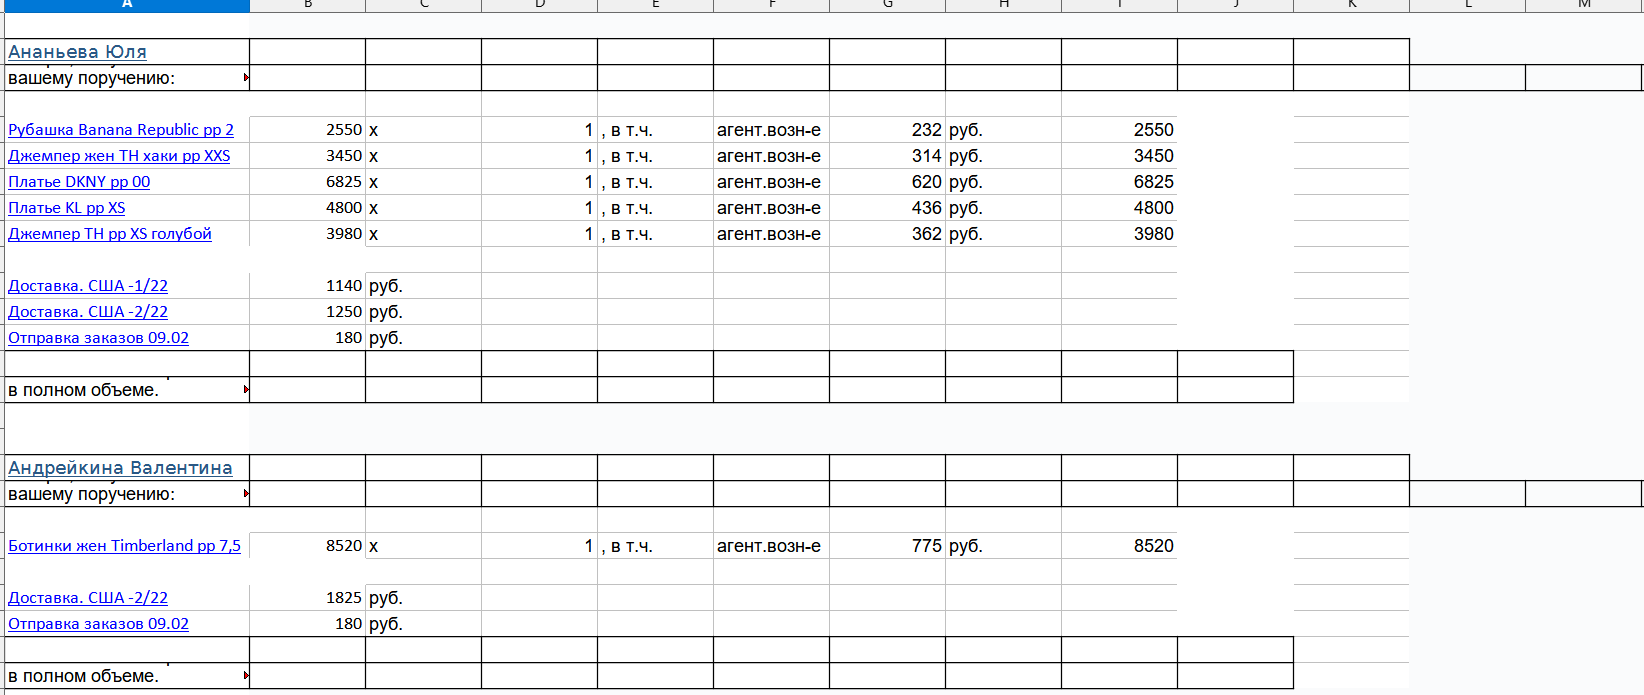 A B C D E F G H I J K L M
Ананьева Юля
вашему поручению:
Рубашка Banana Republic рр 2 2550 х 1 , в т.ч. агент.возн-е 232 руб. 2550
Джемпер жен TH хаки рр XXS 3450 х 1 , в т.ч. агент.возн-е 314 руб. 3450
Платье DKNY рр 00 6825 х 1 , в т.ч. агент.возн-е 620 руб. 6825
Платье KL рр XS 4800 х 1 , в т.ч. агент.возн-е 436 руб. 4800
Джемпер TH рр XS голубой 3980 х 1 , в т.ч. агент.возн-е 362 руб. 3980
Доставка. США -1/22 1140 руб.
Доставка. США -2/22 1250 руб.
Отправка заказов 09.02 180 руб.
в полном объеме.
Андрейкина Валентина
вашему поручению:
Ботинки жен Timberland рр 7,5 8520 х 1 , в т.ч. агент.возн-е 775 руб. 8520
Доставка. США -2/22 1825 руб.
Отправка заказов 09.02 180 руб.
в полном объеме.